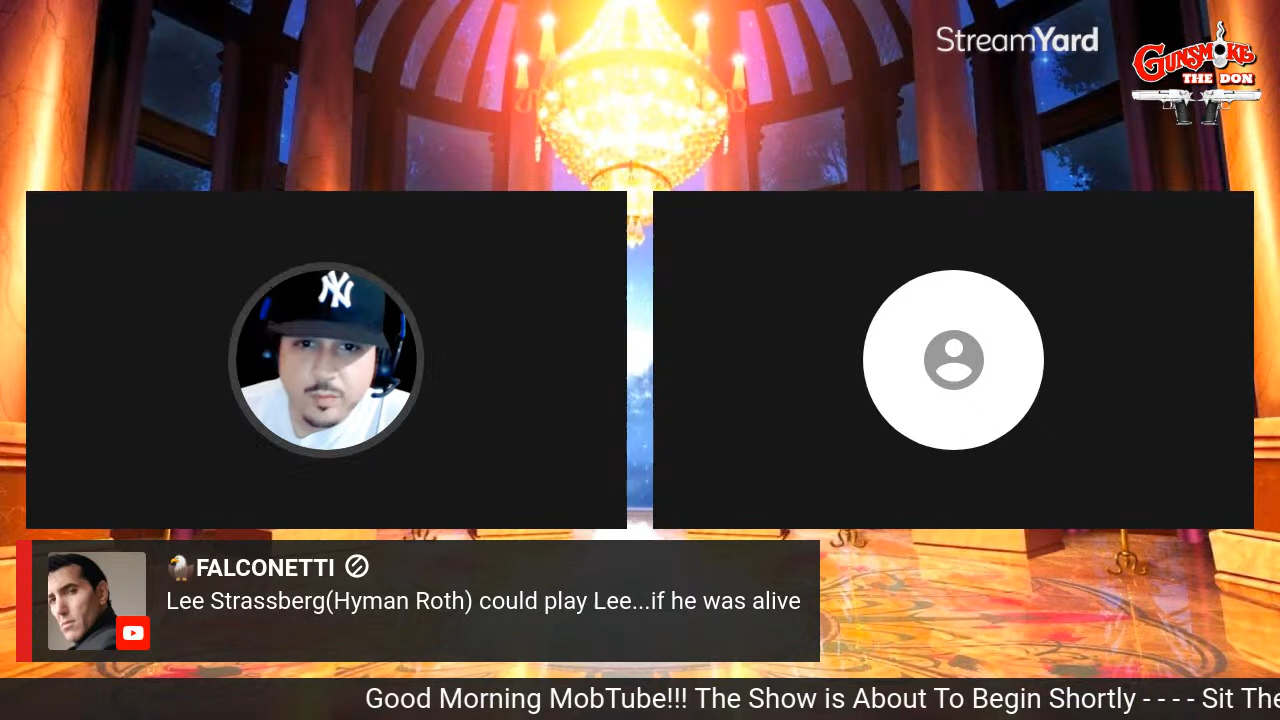 StreamYard
GUNSMOKE
THE DON
NY
FALCONETTI
Lee Strassberg(Hyman Roth) could play Lee...if he was alive
Good Morning MobTube!!! The Show is About To Begin Shortly - - - - Sit The